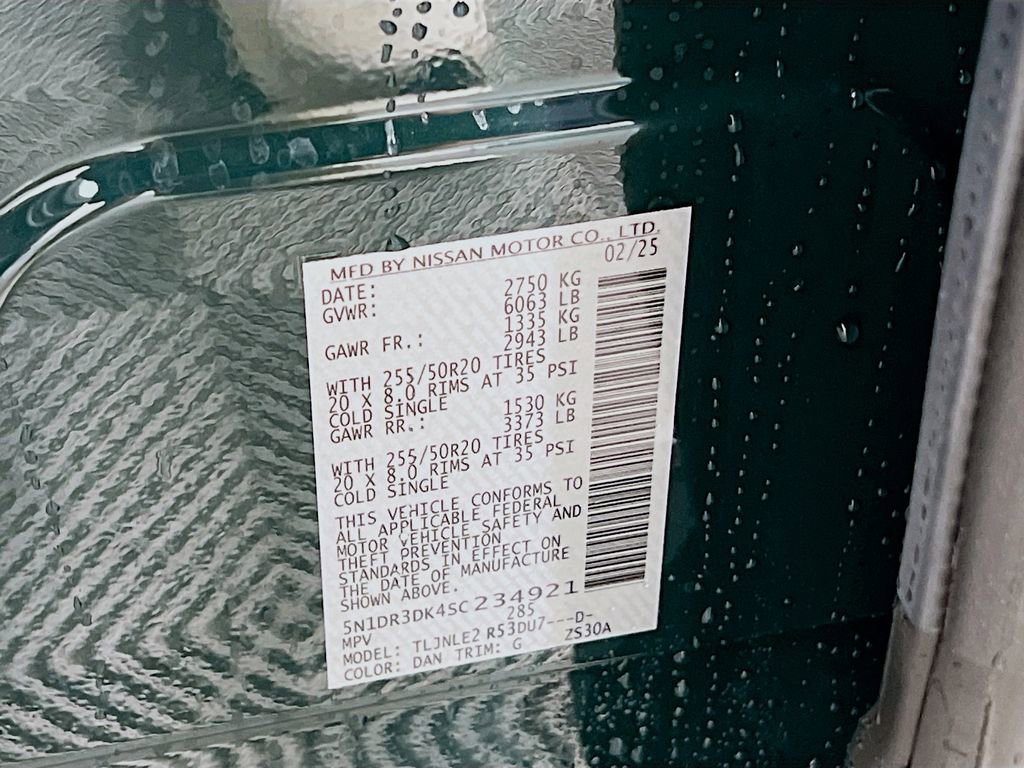 MFD BY NISSAN MOTOR CO., LTD.
DATE: 02/25
GVWR: 2750 KG
6063 LB
GAWR FR.: 1335 KG
2943 LB
WITH 255/50R20 TIRES
20 X 8.0 RIMS AT 35 PSI
COLD SINGLE
GAWR RR.: 1530 KG
3373 LB
WITH 255/50R20 TIRES
20 X 8.0 RIMS AT 35 PSI
COLD SINGLE
THIS VEHICLE CONFORMS TO
ALL APPLICABLE FEDERAL
MOTOR VEHICLE SAFETY AND
THEFT PREVENTION
STANDARDS IN EFFECT ON
THE DATE OF MANUFACTURE
SHOWN ABOVE.
5N1DR3DK4SC234921
MPV 285
MODEL: TLJNLE2 R53DU7---D-
COLOR: DAN TRIM: G ZS30A